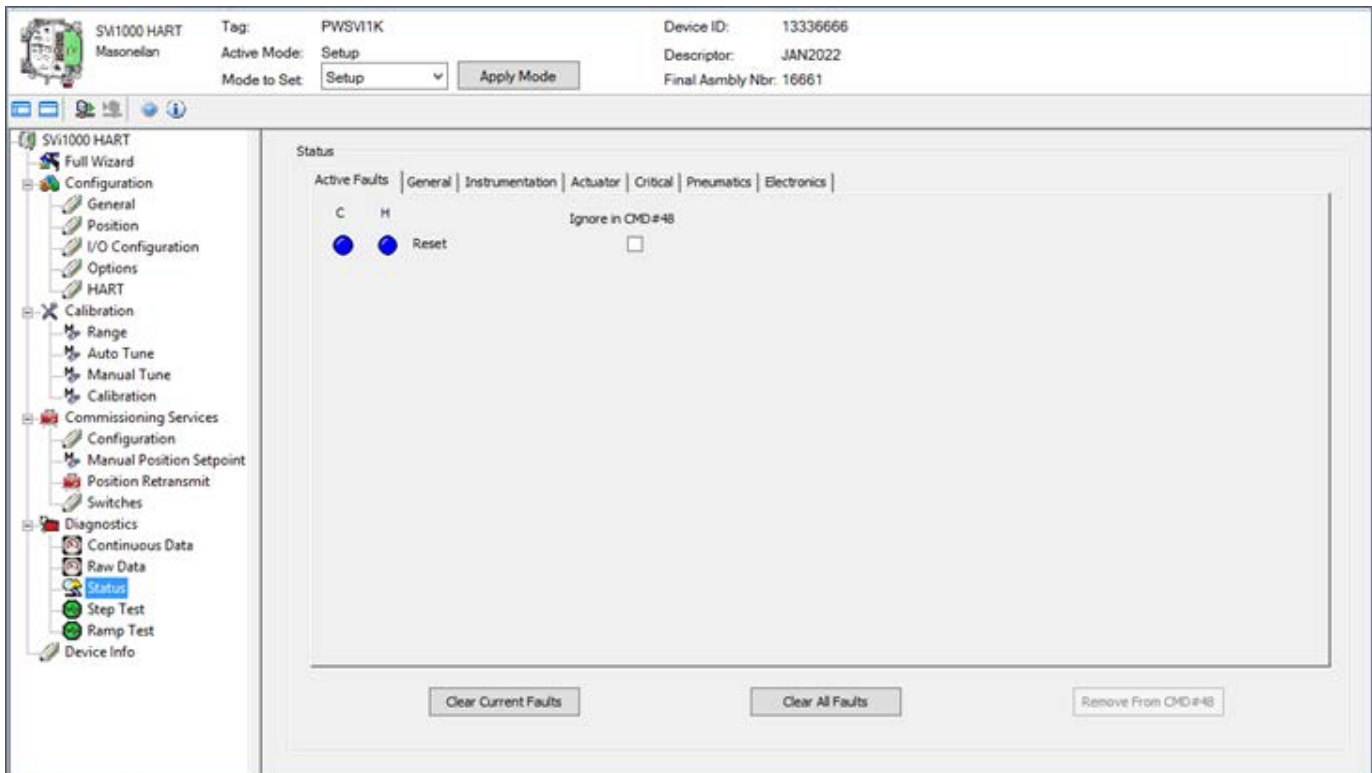 SVi1000 HART
Masoneilan
Tag: PWSVI1K
Active Mode: Setup
Mode to Set: Setup Apply Mode
Device ID: 13336666
Descriptor: JAN2022
Final Asmbly Nbr: 16661
SVi1000 HART
Full Wizard
Configuration
General
Position
I/O Configuration
Options
HART
Calibration
Range
Auto Tune
Manual Tune
Calibration
Commissioning Services
Configuration
Manual Position Setpoint
Position Retransmit
Switches
Diagnostics
Continuous Data
Raw Data
Status
Step Test
Ramp Test
Device Info
Status
Active Faults General Instrumentation Actuator Critical Pneumatics Electronics
C H Ignore in CMD#48
Reset
Clear Current Faults Clear All Faults Remove From CMD#48